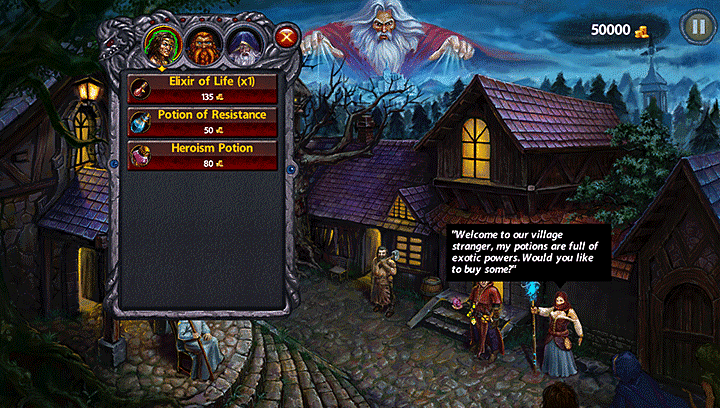 50000
Elixir of Life (x1)
135
Potion of Resistance
50
Heroism Potion
80
"Welcome to our village
stranger, my potions are full of
exotic powers. Would you like
to buy some?"